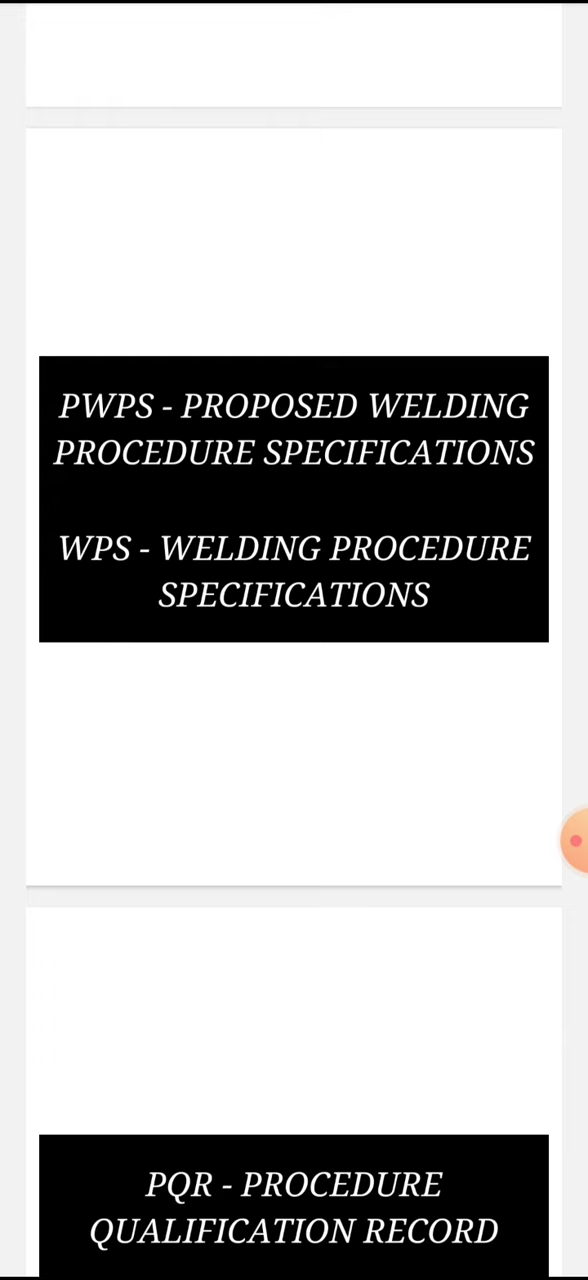 PWPS - PROPOSED WELDING
PROCEDURE SPECIFICATIONS
WPS - WELDING PROCEDURE
SPECIFICATIONS
PQR - PROCEDURE
QUALIFICATION RECORD